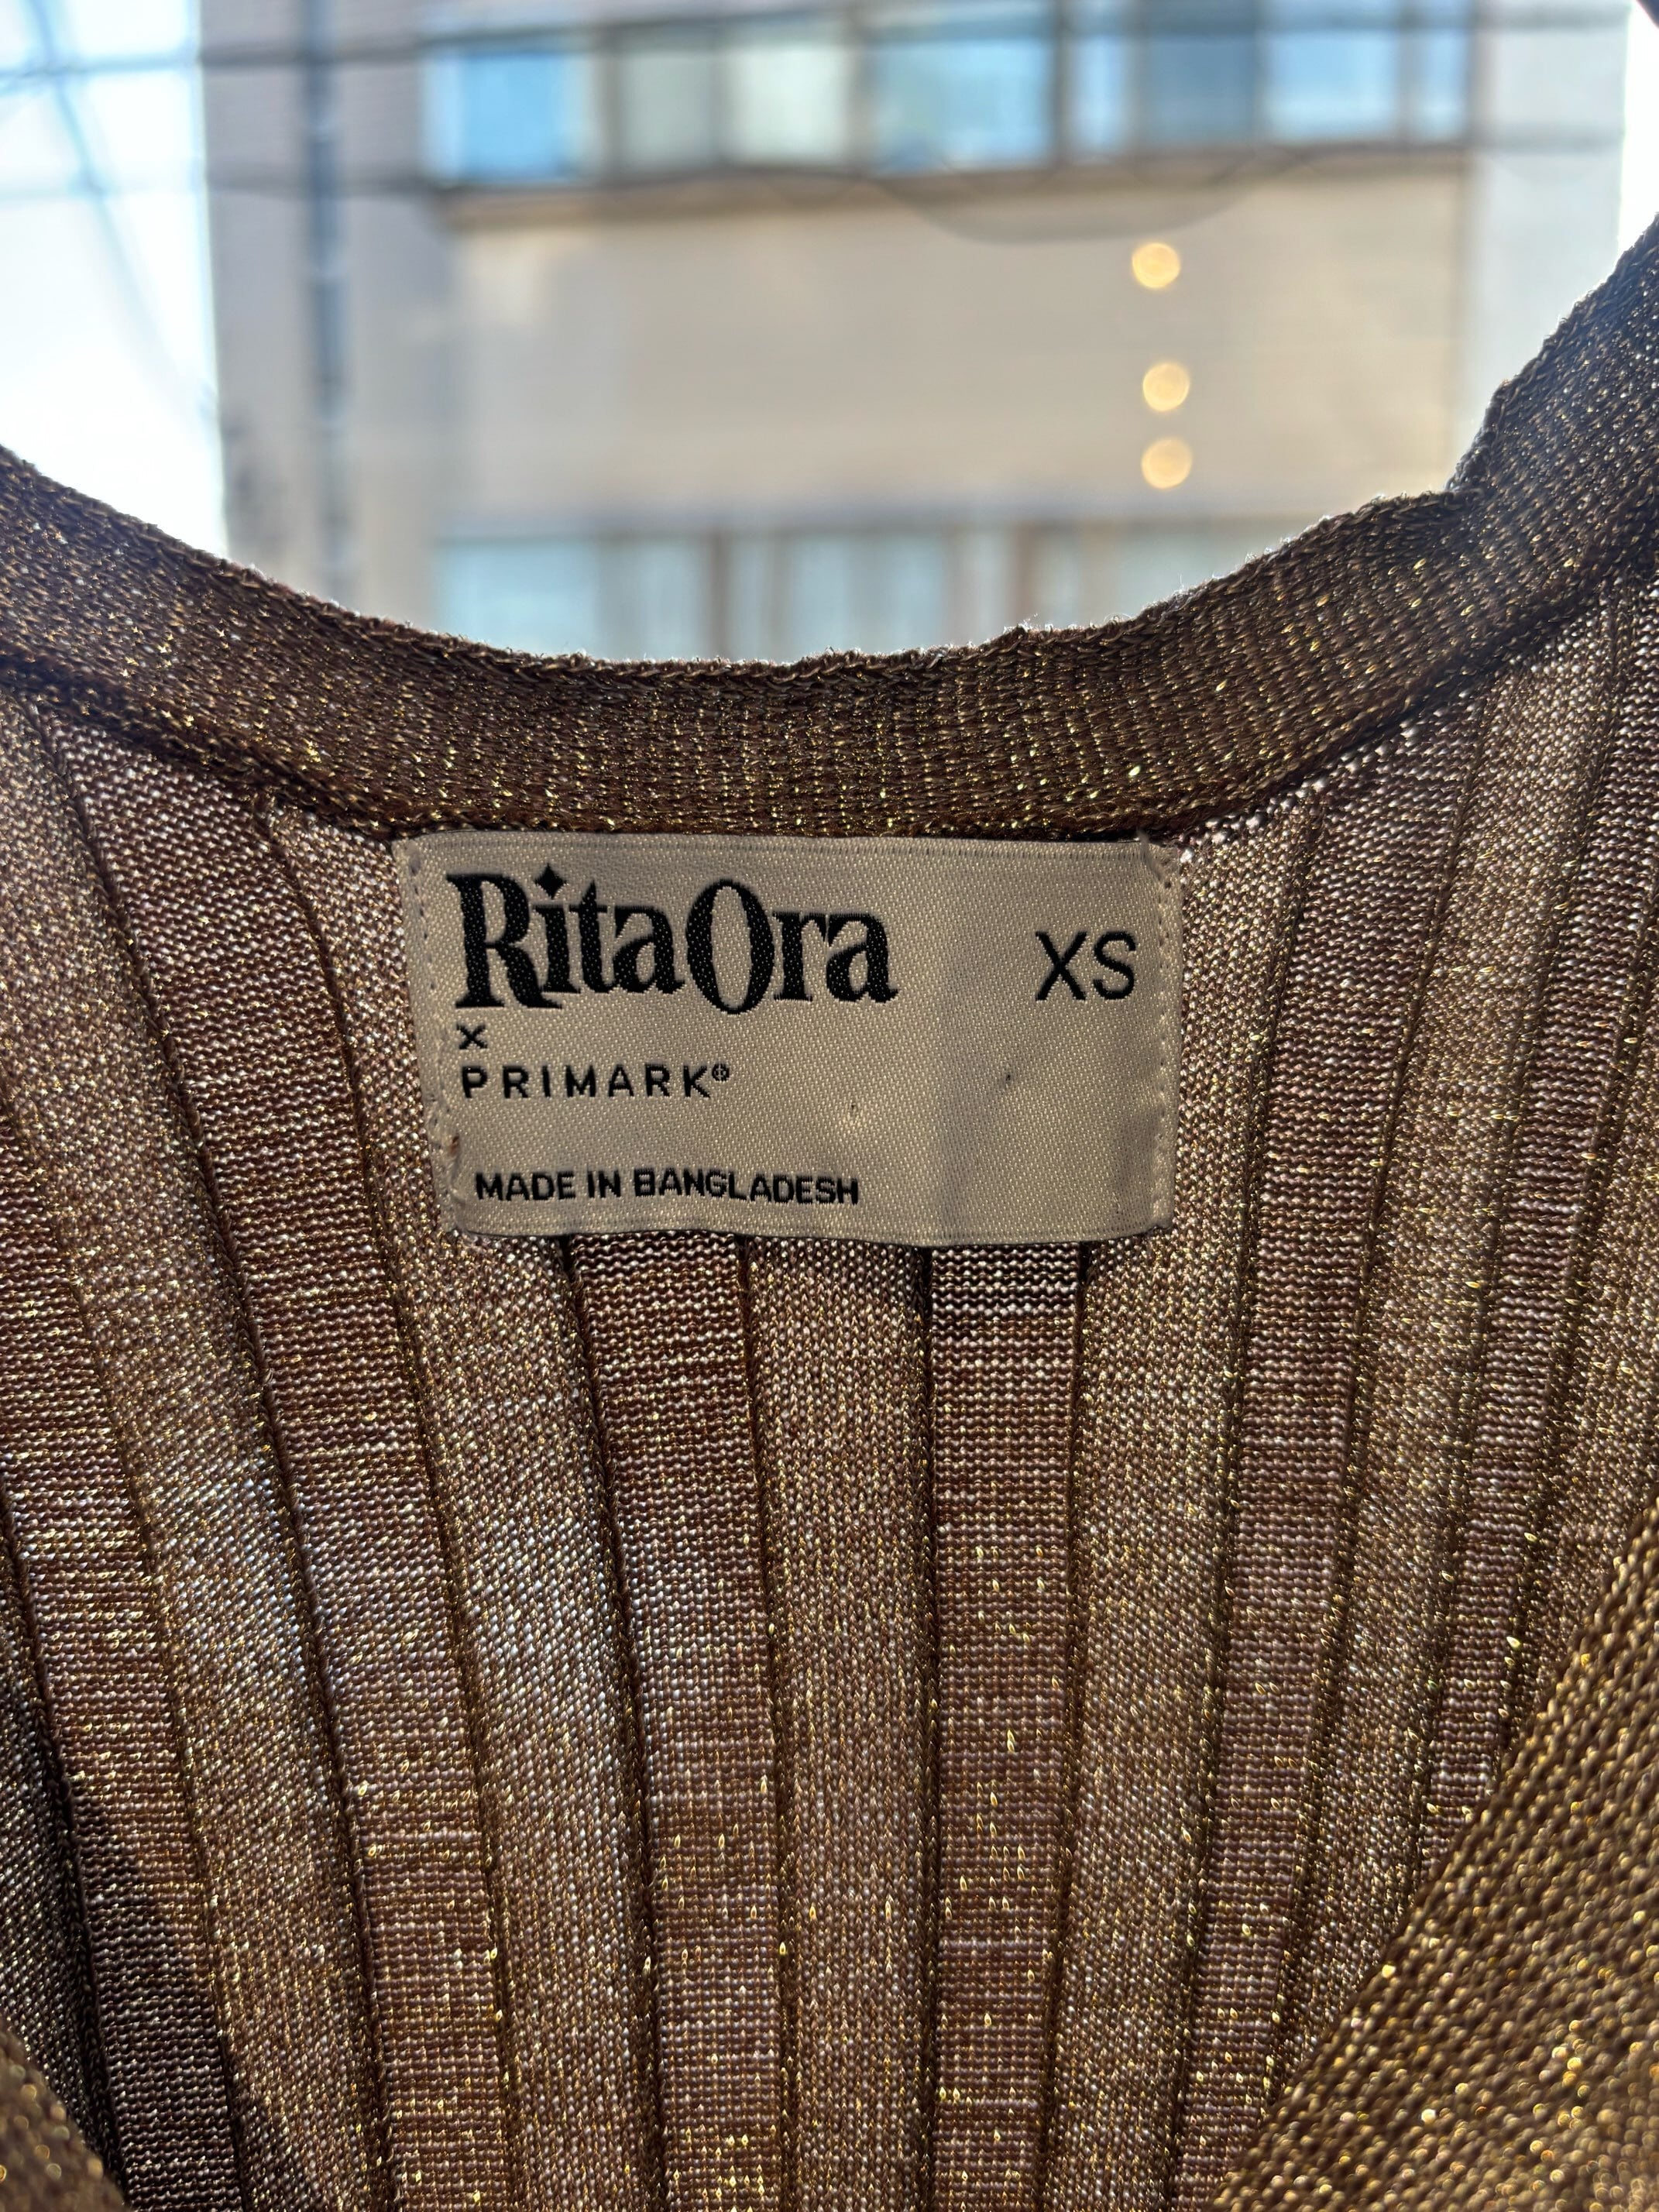 RitaOra XS
x
PRIMARK®
MADE IN BANGLADESH